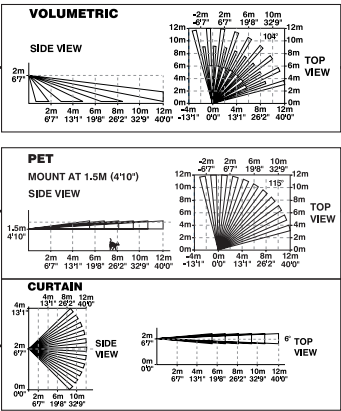 VOLUMETRIC
SIDE VIEW
2m
6'7"
2m 4m 6m 8m 12m
6'7" 13'1" 19'8" 26'2" 32'9" 40'0"
-2m 2m 6m 10m
-6'7" 6'7" 19'8" 32'9"
12m 12m
10m 104° 10m
8m 8m
6m 6m
4m 4m
2m 2m
0m 0m
TOP
VIEW
-4m 0m 4m 8m 12m
-13'1" 0'0" 13'1" 26'2" 40'0"
PET
MOUNT AT 1.5M (4'10")
SIDE VIEW
1.5m
4'10"
2m 4m 6m 8m 10m 12m
6'7" 13'1" 19'8" 26'2" 32'9" 40'0"
-2m 2m 6m 10m
-6'7" 6'7" 19'8" 32'9"
12m 12m
10m 115° 10m
8m 8m
6m 6m
4m 4m
2m 2m
0m 0m
TOP
VIEW
-4m 0m 4m 8m 12m
-13'1" 0'0" 13'1" 26'2" 40'0"
CURTAIN
4m 8m 12m
13'1" 26'2" 40'0"
4m
13'1"
2m
6'7"
0m
0'0"
SIDE
VIEW
2m 6m 10m
6'7" 19'8" 32'9"
2m
6'7"
0m
0'0"
6°
TOP
VIEW
2m 4m 6m 8m 10m 12m
6'7" 13'1" 19'8" 26'2" 32'9" 40'0"